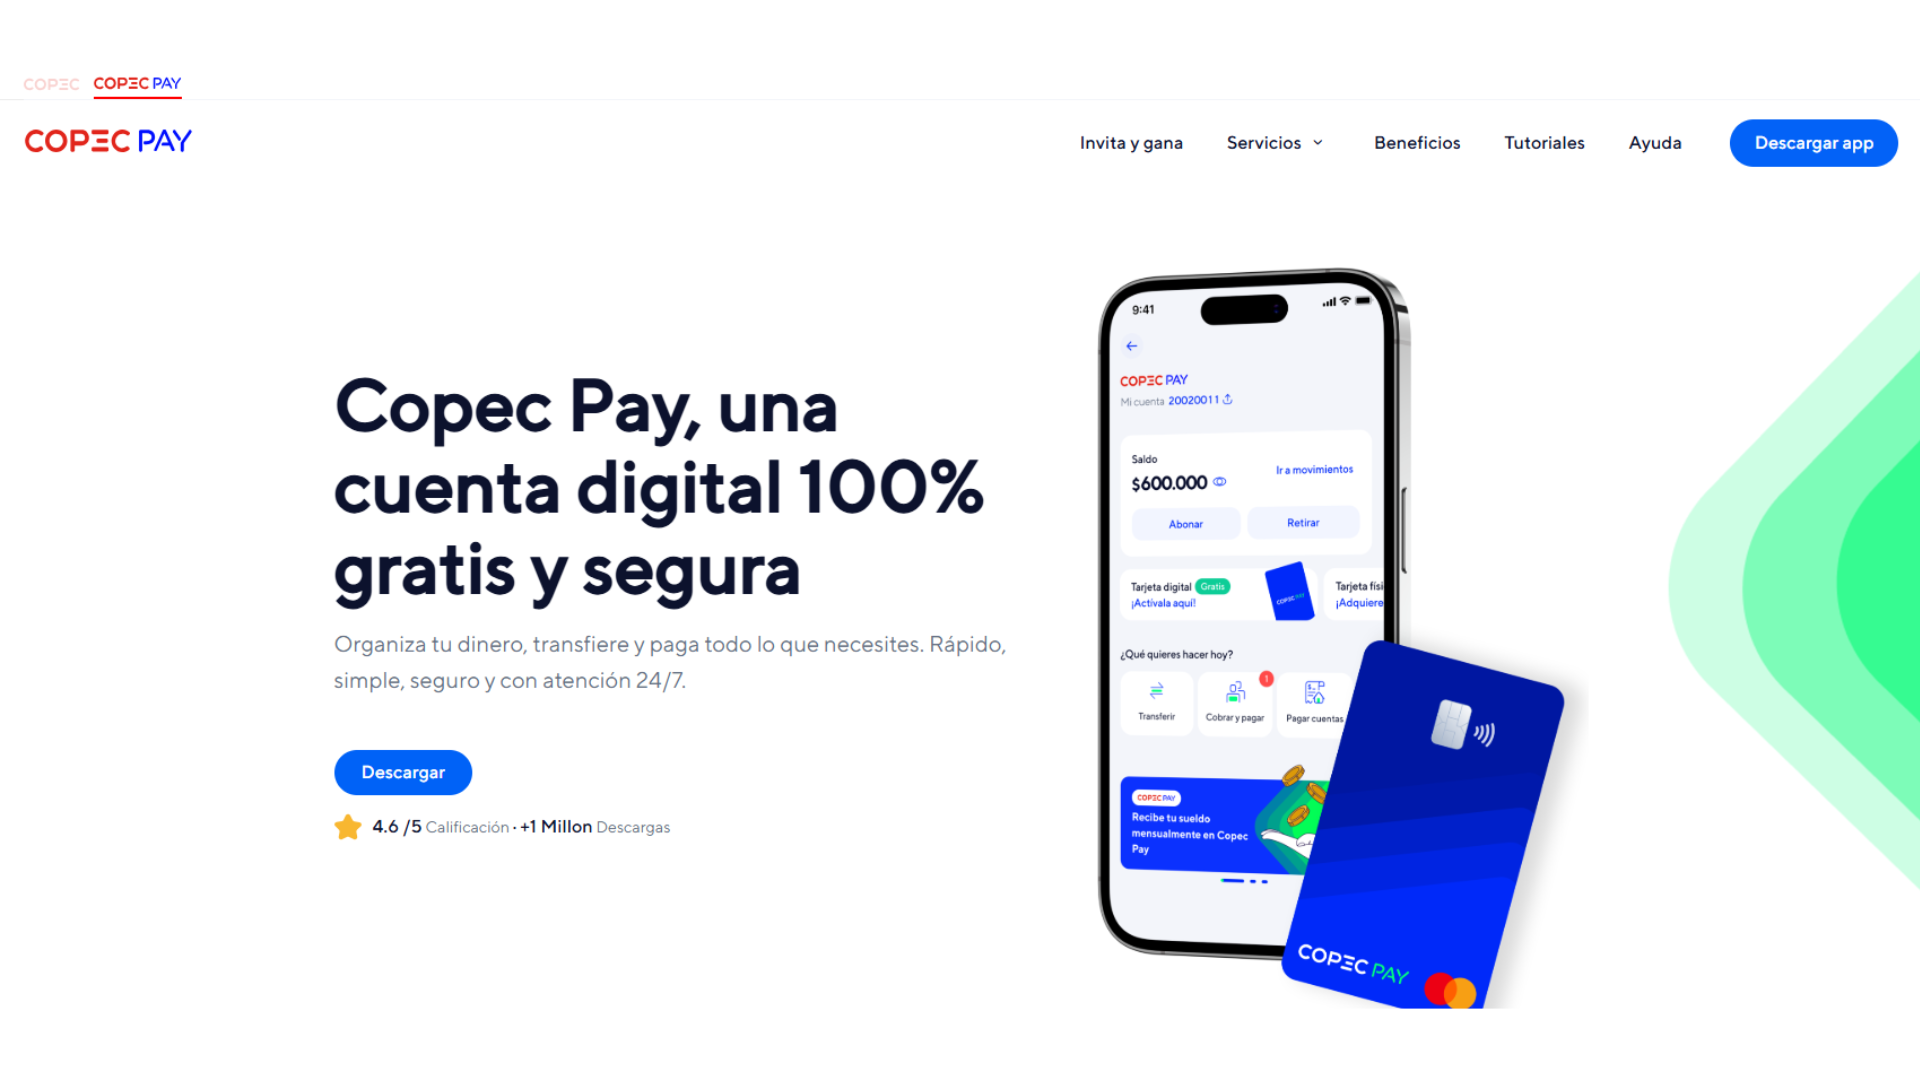 COPEC COPEC PAY
COPEC PAY
Invita y gana Servicios Beneficios Tutoriales Ayuda Descargar app
Copec Pay, una
cuenta digital 100%
gratis y segura
Organiza tu dinero, transfiere y paga todo lo que necesites. Rápido,
simple, seguro y con atención 24/7.
Descargar
4.6 /5 Calificación · +1 Millon Descargas
9:41
COPEC PAY
Mi cuenta 20020011
Saldo
Ir a movimientos
$600.000
Abonar Retirar
Tarjeta digital Gratis
¡Actívala aquí!
COPEC PAY
Tarjeta físi
¡Adquiere
¿Qué quieres hacer hoy?
1
Transferir Cobrar y pagar Pagar cuentas
COPEC PAY
Recibe tu sueldo
mensualmente en Copec
Pay
COPEC PAY